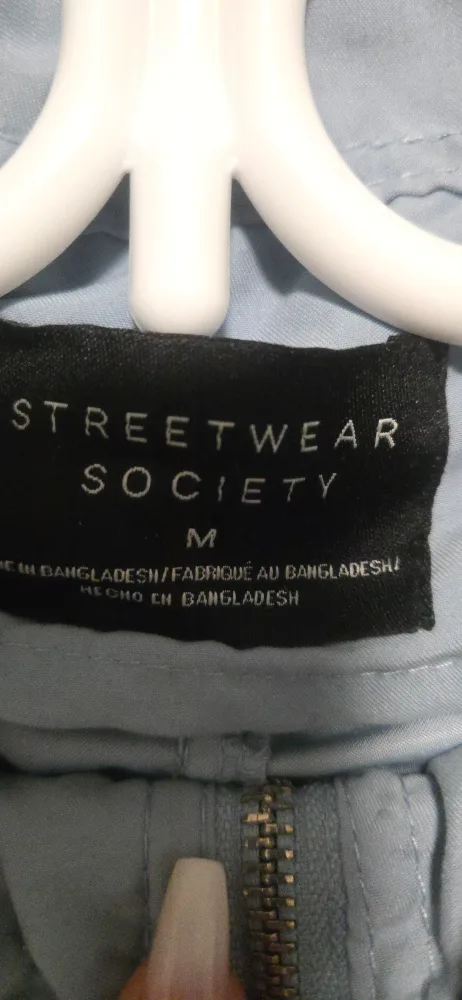 STREETWEAR
SOCIETY
M
IN BANGLADESH/FABRIQUÉ AU BANGLADESH/
HECHO EN BANGLADESH